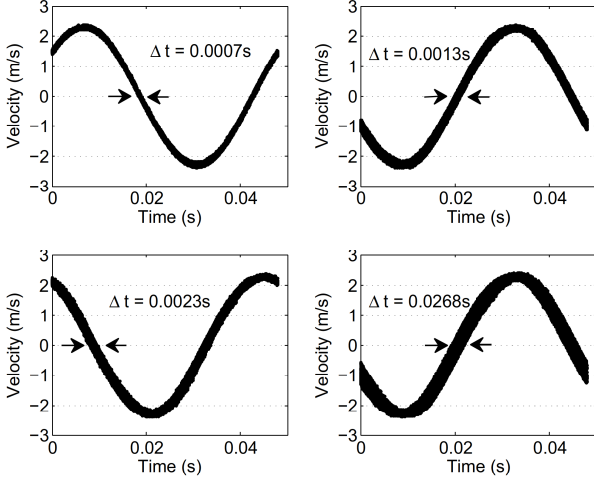 3
2
1
0
−1
−2
−3
Velocity (m/s)
Δ t = 0.0007s
0 0.02 0.04
Time (s)
3
2
1
0
−1
−2
−3
Velocity (m/s)
Δ t = 0.0013s
0 0.02 0.04
Time (s)
3
2
1
0
−1
−2
−3
Velocity (m/s)
Δ t = 0.0023s
0 0.02 0.04
Time (s)
3
2
1
0
−1
−2
−3
Velocity (m/s)
Δ t = 0.0268s
0 0.02 0.04
Time (s)